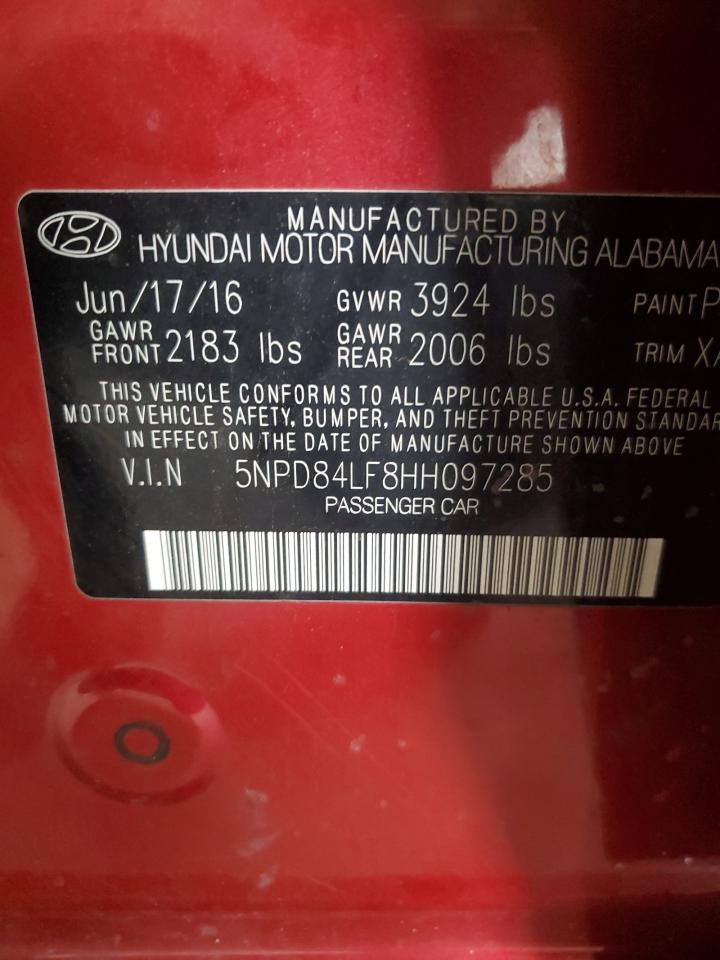 MANUFACTURED BY
HYUNDAI MOTOR MANUFACTURING ALABAMA
Jun/17/16 GVWR 3924 lbs PAINT
GAWR FRONT 2183 lbs GAWR REAR 2006 lbs TRIM
THIS VEHICLE CONFORMS TO ALL APPLICABLE U.S.A. FEDERAL
MOTOR VEHICLE SAFETY, BUMPER, AND THEFT PREVENTION
IN EFFECT ON THE DATE OF MANUFACTURE SHOWN ABOVE
V.I.N 5NPD84LF8HH097285
PASSENGER CAR